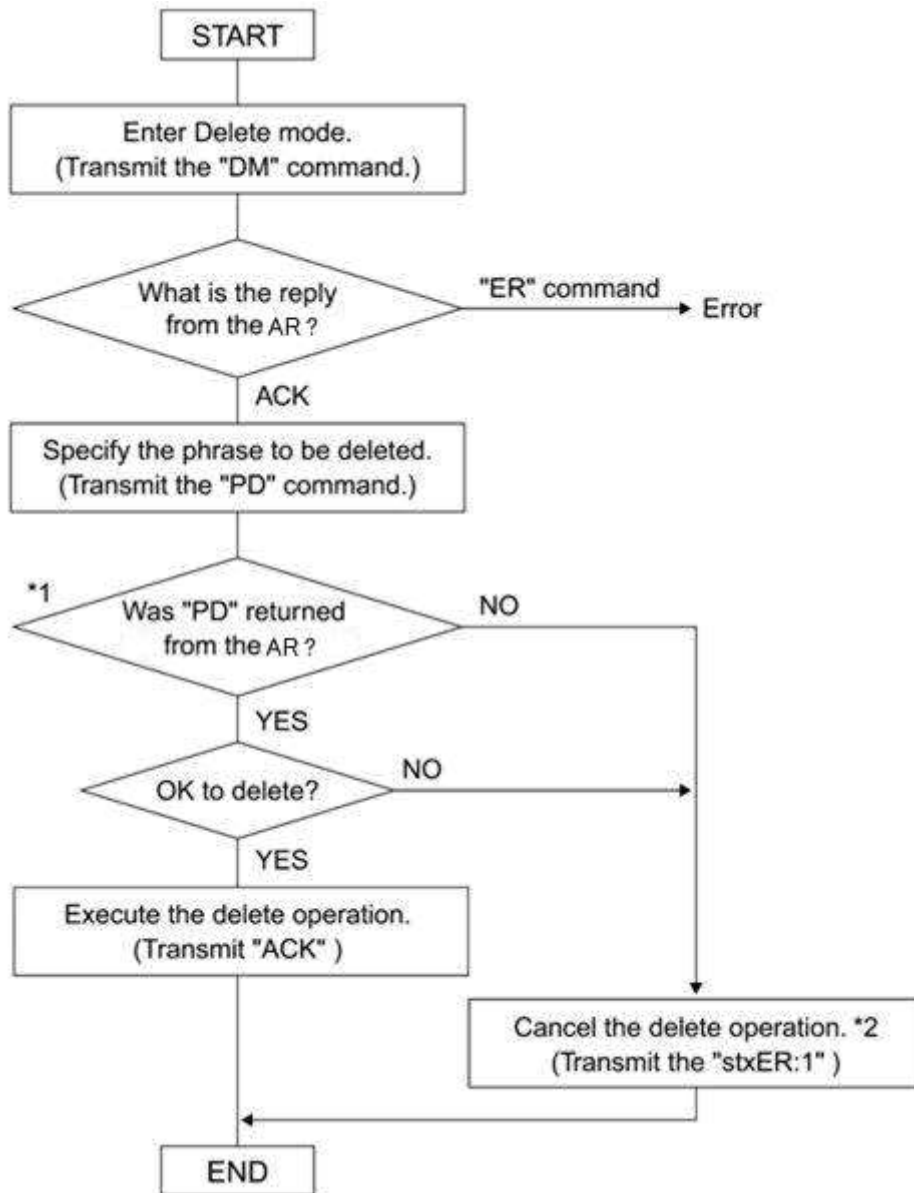 START
Enter Delete mode.
(Transmit the "DM" command.)
What is the reply
from the AR ?
"ER" command
Error
ACK
Specify the phrase to be deleted.
(Transmit the "PD" command.)
*1
Was "PD" returned
from the AR ?
NO
YES
OK to delete?
NO
YES
Execute the delete operation.
(Transmit "ACK" )
Cancel the delete operation. *2
(Transmit the "stxER:1" )
END